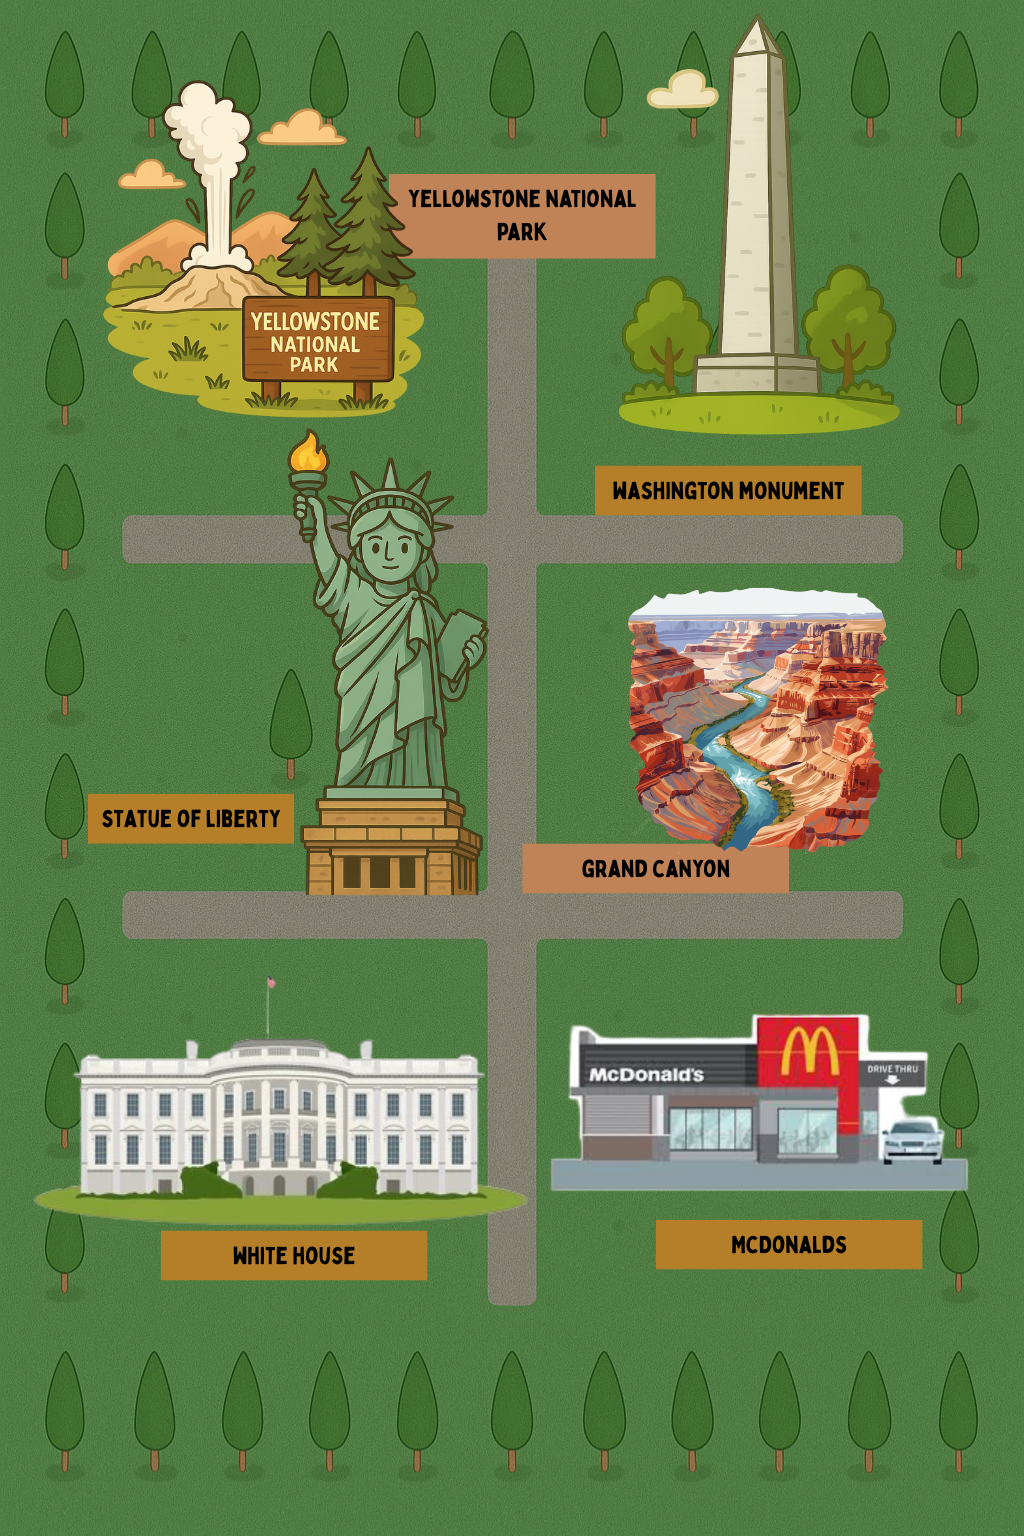 YELLOWSTONE NATIONAL
PARK
YELLOWSTONE
NATIONAL
PARK
WASHINGTON MONUMENT
STATUE OF LIBERTY
GRAND CANYON
McDonald's
DRIVE THRU
WHITE HOUSE
MCDONALDS